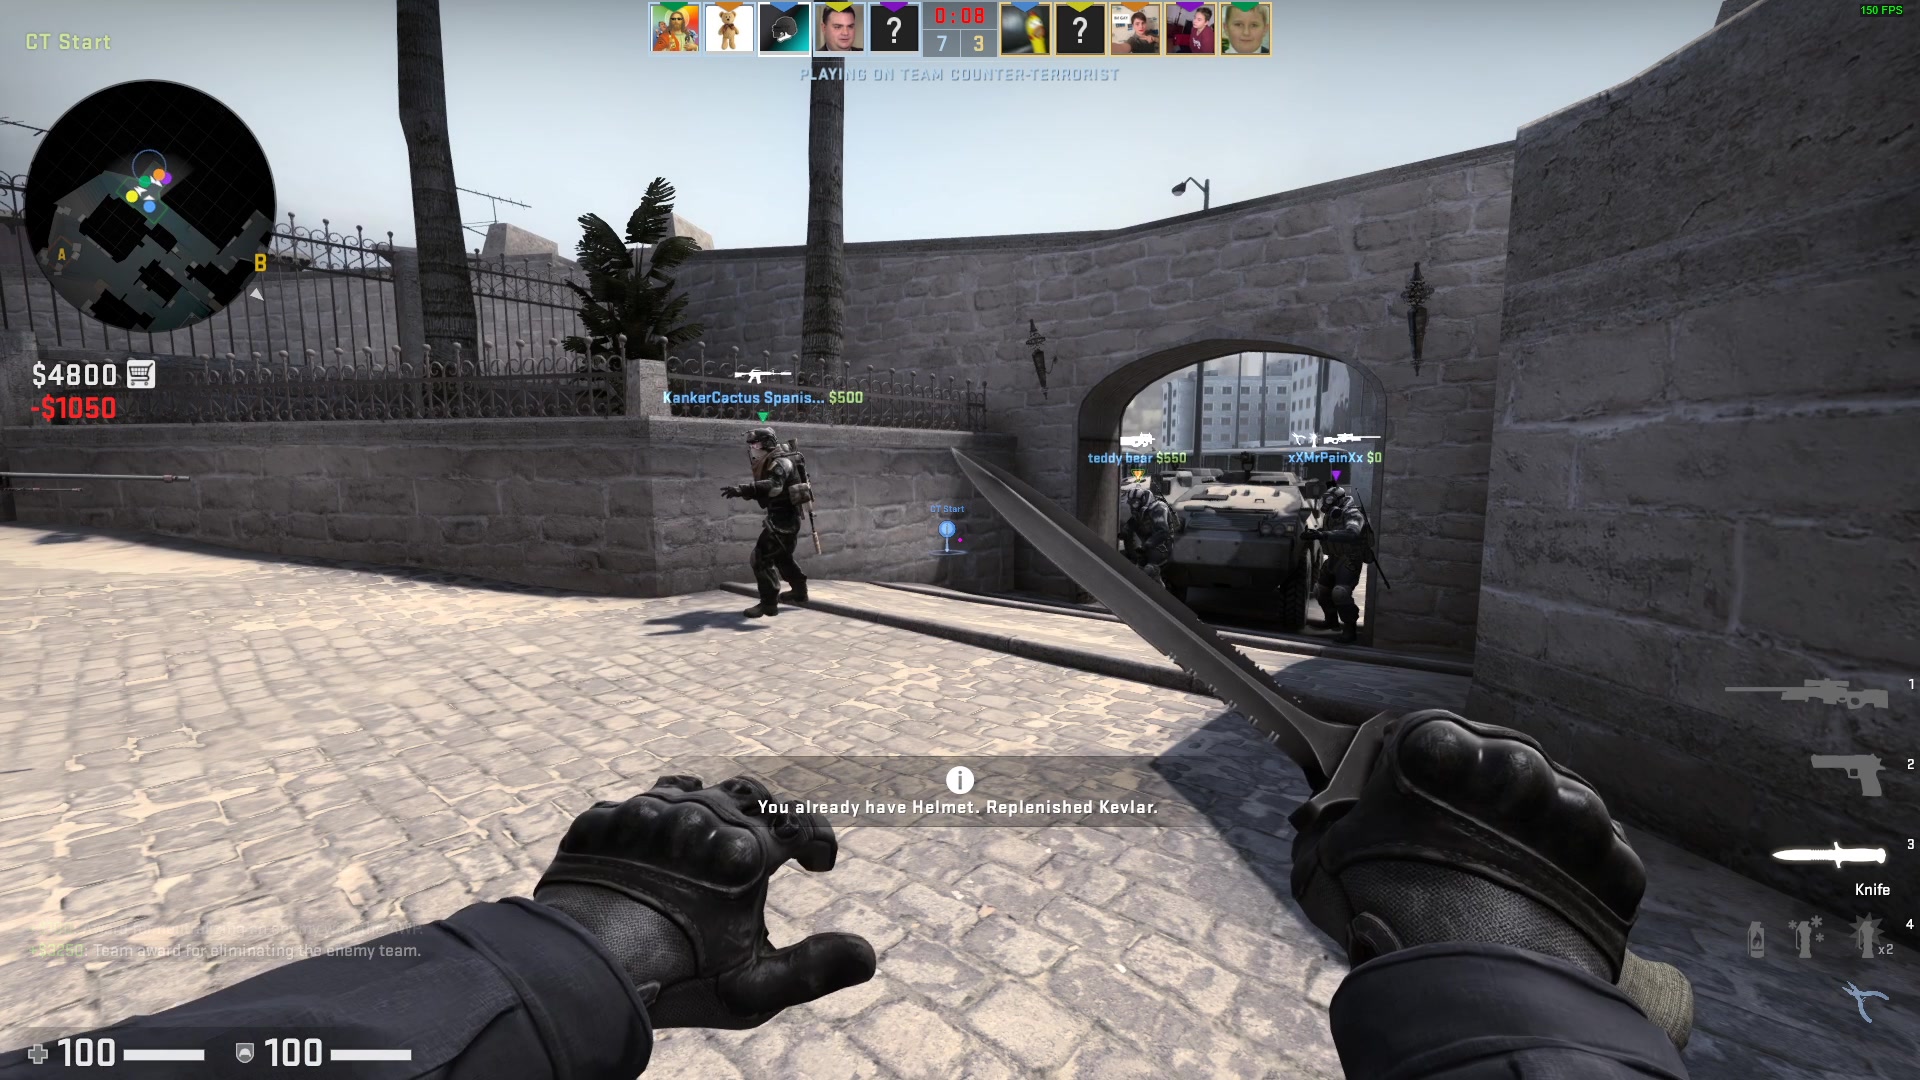 150 FPS
CT Start
0:08
7 3
? ?
PLAYING ON TEAM COUNTER-TERRORIST
A
B
$4800
-$1050
KankerCactus Spanis... $500
teddy bear $550
xXMrPainXx $0
CT Start
1
2
You already have Helmet. Replenished Kevlar.
3
Knife
4
x2
+$3250: Team award for eliminating the enemy team.
100 100